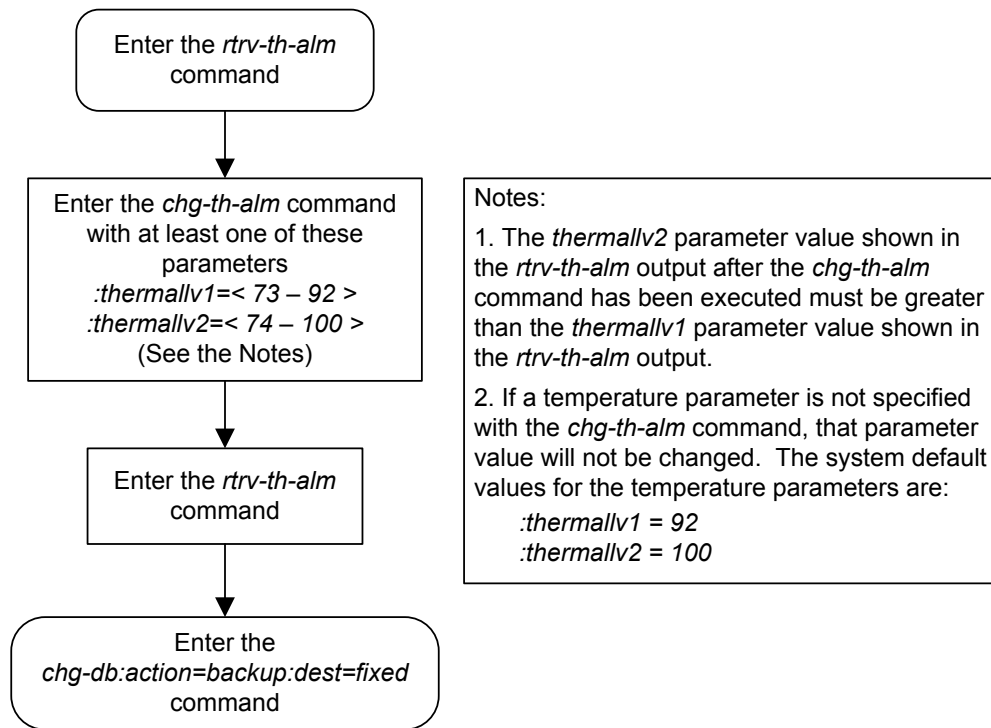 Enter the rtrv-th-alm
command
Enter the chg-th-alm command
with at least one of these
parameters
:thermallv1=< 73 – 92 >
:thermallv2=< 74 – 100 >
(See the Notes)
Enter the rtrv-th-alm
command
Enter the
chg-db:action=backup:dest=fixed
command
Notes:
1. The thermallv2 parameter value shown in
the rtrv-th-alm output after the chg-th-alm
command has been executed must be greater
than the thermallv1 parameter value shown in
the rtrv-th-alm output.
2. If a temperature parameter is not specified
with the chg-th-alm command, that parameter
value will not be changed.  The system default
values for the temperature parameters are:
:thermallv1 = 92
:thermallv2 = 100